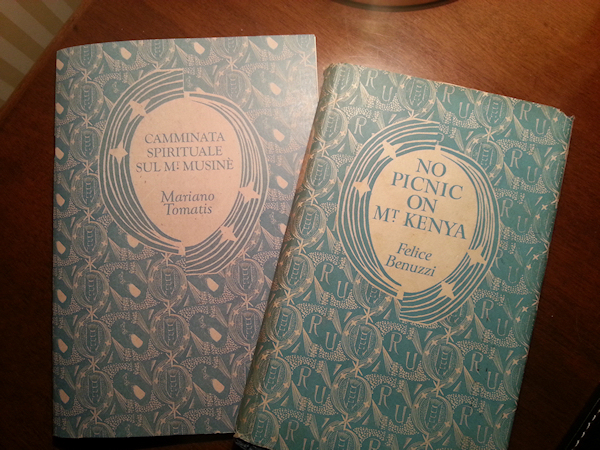 CAMMINATA
SPIRITUALE
SUL MT MUSINÈ
Mariano
Tomatis
NO
PICNIC
ON
MT KENYA
Felice
Benuzzi
R U
R U
R U
R U